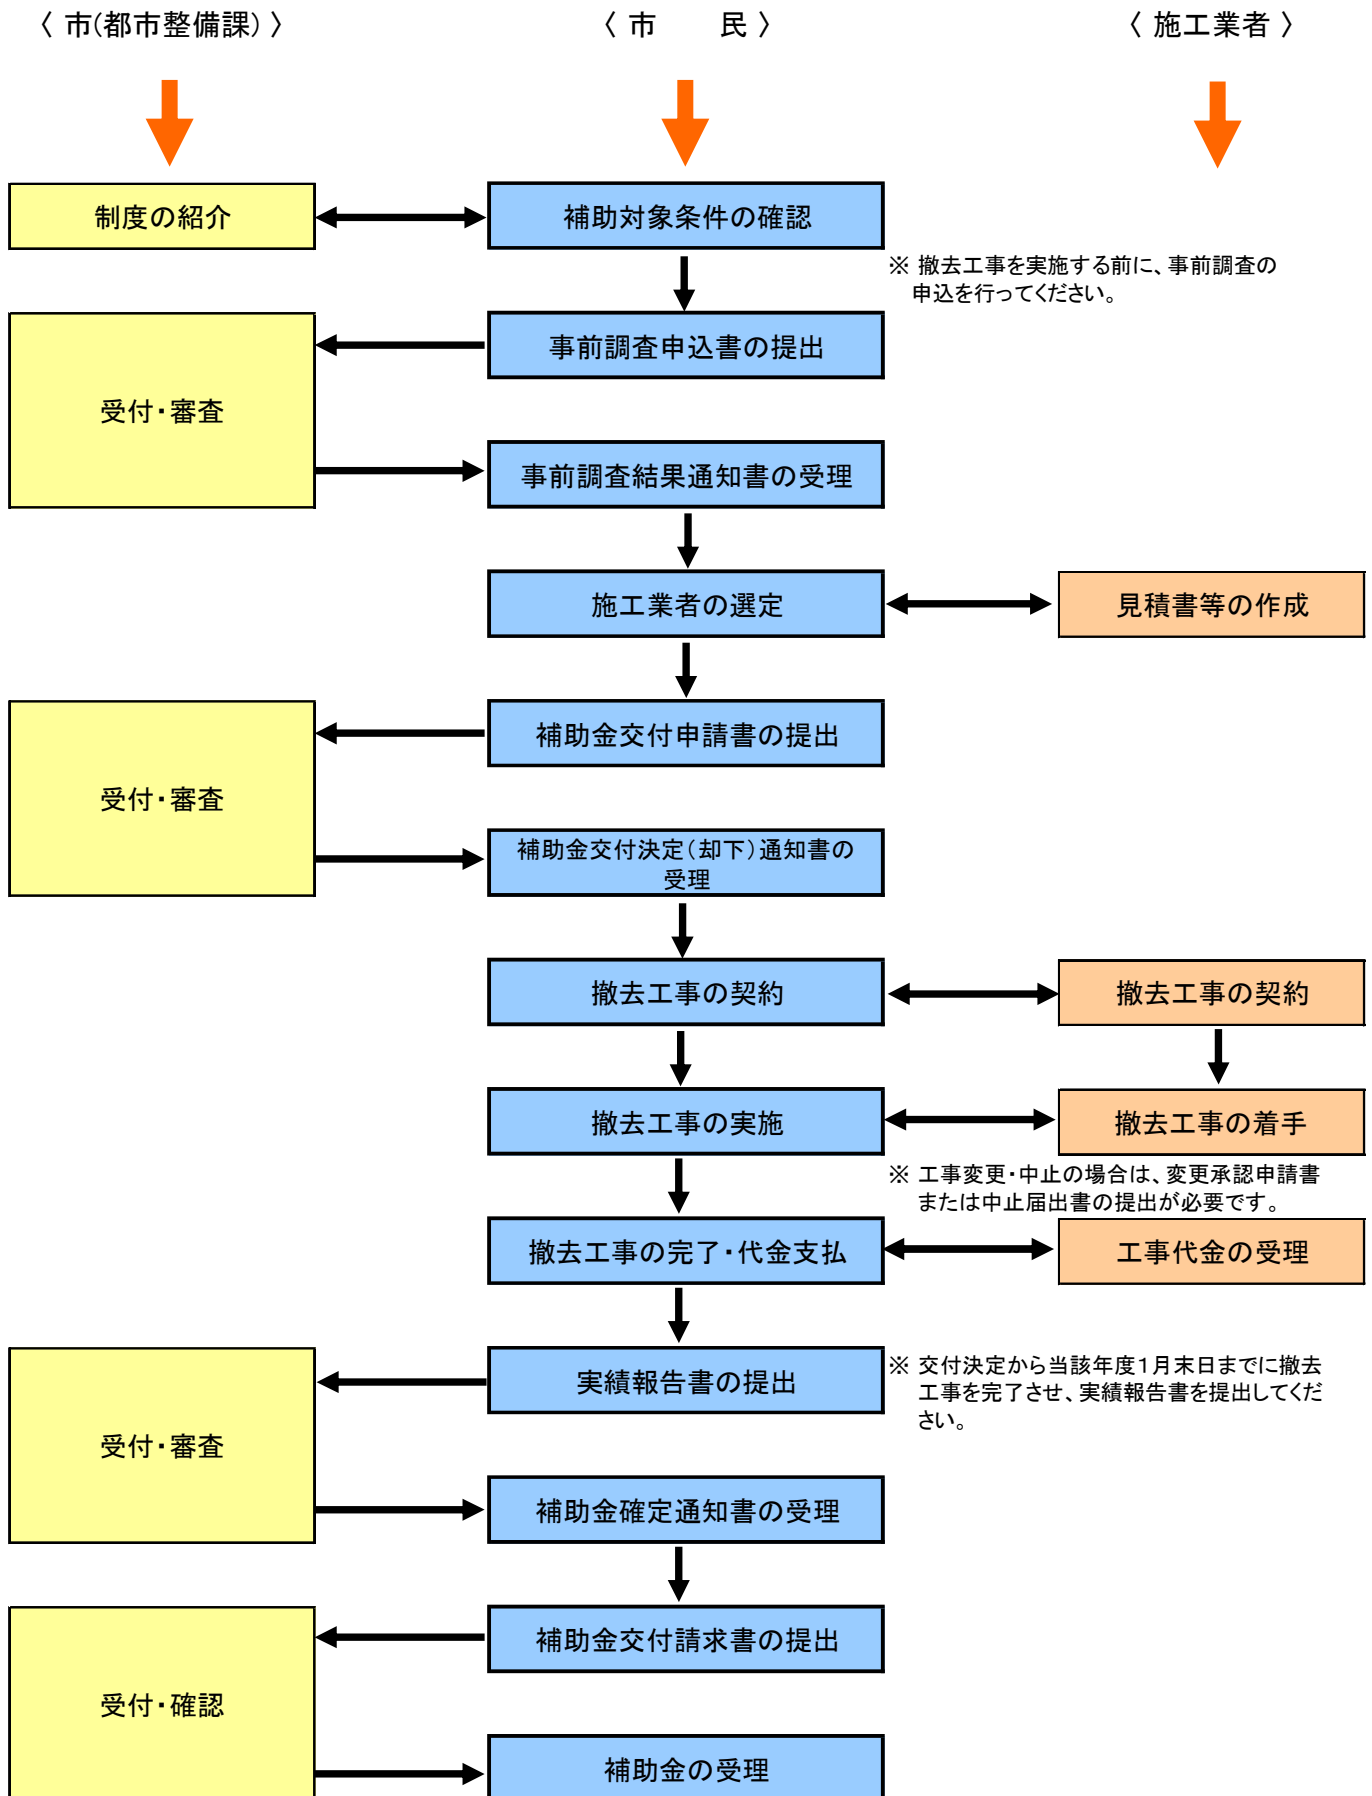 〈 市(都市整備課) 〉
〈 市　　民 〉
〈 施工業者 〉
制度の紹介
補助対象条件の確認
※ 撤去工事を実施する前に、事前調査の
申込を行ってください。
事前調査申込書の提出
受付・審査
事前調査結果通知書の受理
施工業者の選定
見積書等の作成
補助金交付申請書の提出
受付・審査
補助金交付決定（却下）通知書の
受理
撤去工事の契約
撤去工事の契約
撤去工事の実施
撤去工事の着手
※ 工事変更・中止の場合は、変更承認申請書
または中止届出書の提出が必要です。
撤去工事の完了・代金支払
工事代金の受理
実績報告書の提出
※ 交付決定から当該年度１月末日までに撤去
工事を完了させ、実績報告書を提出してくだ
さい。
受付・審査
補助金確定通知書の受理
補助金交付請求書の提出
受付・確認
補助金の受理